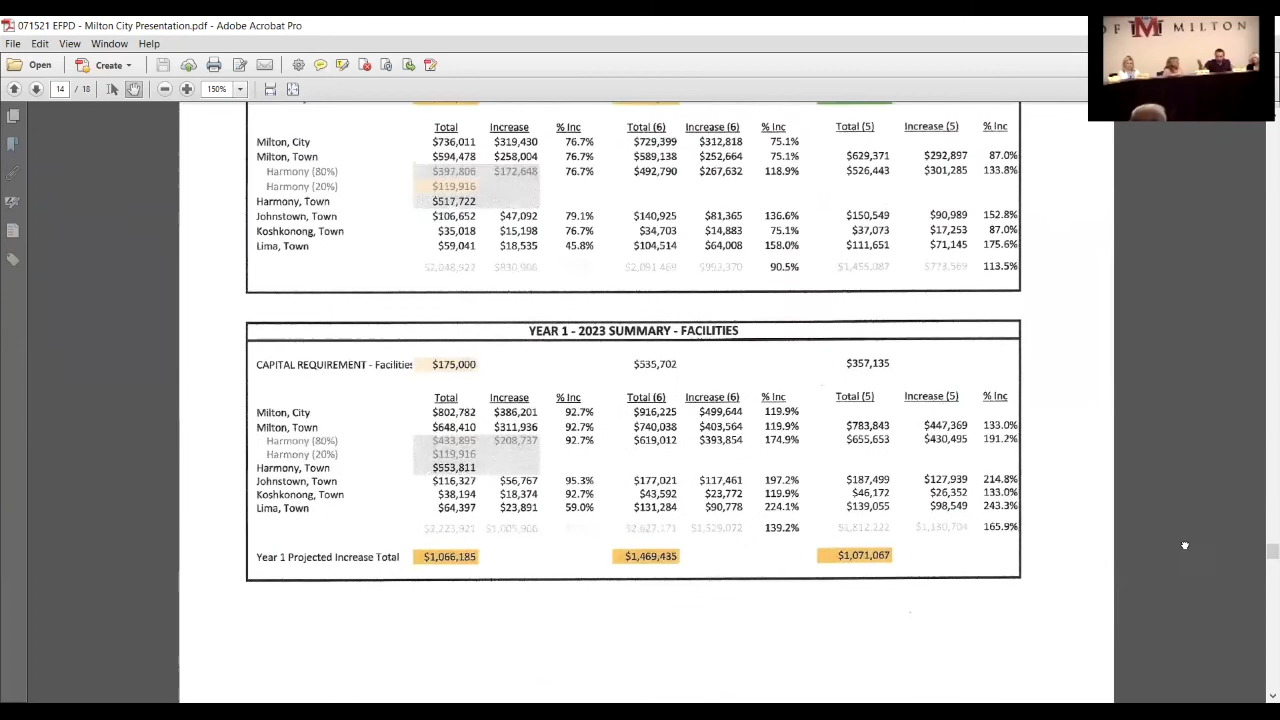 071521 EFPD - Milton City Presentation.pdf - Adobe Acrobat Pro
OF M MILTON
File Edit View Window Help
Open Create
14 / 18 150%
Total Increase % Inc Total (6) Increase (6) % Inc Total (5) Increase (5) % Inc
Milton, City $736,011 $319,430 76.7% $729,399 $312,818 75.1%
Milton, Town $594,478 $258,004 76.7% $589,138 $252,664 75.1% $629,371 $292,897 87.0%
Harmony (80%) $397,806 $172,648 76.7% $492,790 $267,632 118.9% $526,443 $301,285 133.8%
Harmony (20%) $119,916
Harmony, Town $517,722
Johnstown, Town $106,652 $47,092 79.1% $140,925 $81,365 136.6% $150,549 $90,989 152.8%
Koshkonong, Town $35,018 $15,198 76.7% $34,703 $14,883 75.1% $37,073 $17,253 87.0%
Lima, Town $59,041 $18,535 45.8% $104,514 $64,008 158.0% $111,651 $71,145 175.6%
90.5% 113.5%
YEAR 1 - 2023 SUMMARY - FACILITIES
CAPITAL REQUIREMENT - Facilities $175,000 $535,702 $357,135
Total Increase % Inc Total (6) Increase (6) % Inc Total (5) Increase (5) % Inc
Milton, City $802,782 $386,201 92.7% $916,225 $499,644 119.9%
Milton, Town $648,410 $311,936 92.7% $740,038 $403,564 119.9% $783,843 $447,369 133.0%
Harmony (80%) $433,895 $208,737 92.7% $619,012 $393,854 174.9% $655,653 $430,495 191.2%
Harmony (20%) $119,916
Harmony, Town $553,811
Johnstown, Town $116,327 $56,767 95.3% $177,021 $117,461 197.2% $187,499 $127,939 214.8%
Koshkonong, Town $38,194 $18,374 92.7% $43,592 $23,772 119.9% $46,172 $26,352 133.0%
Lima, Town $64,397 $23,891 59.0% $131,284 $90,778 224.1% $139,055 $98,549 243.3%
139.2% 165.9%
Year 1 Projected Increase Total $1,066,185 $1,469,435 $1,071,067